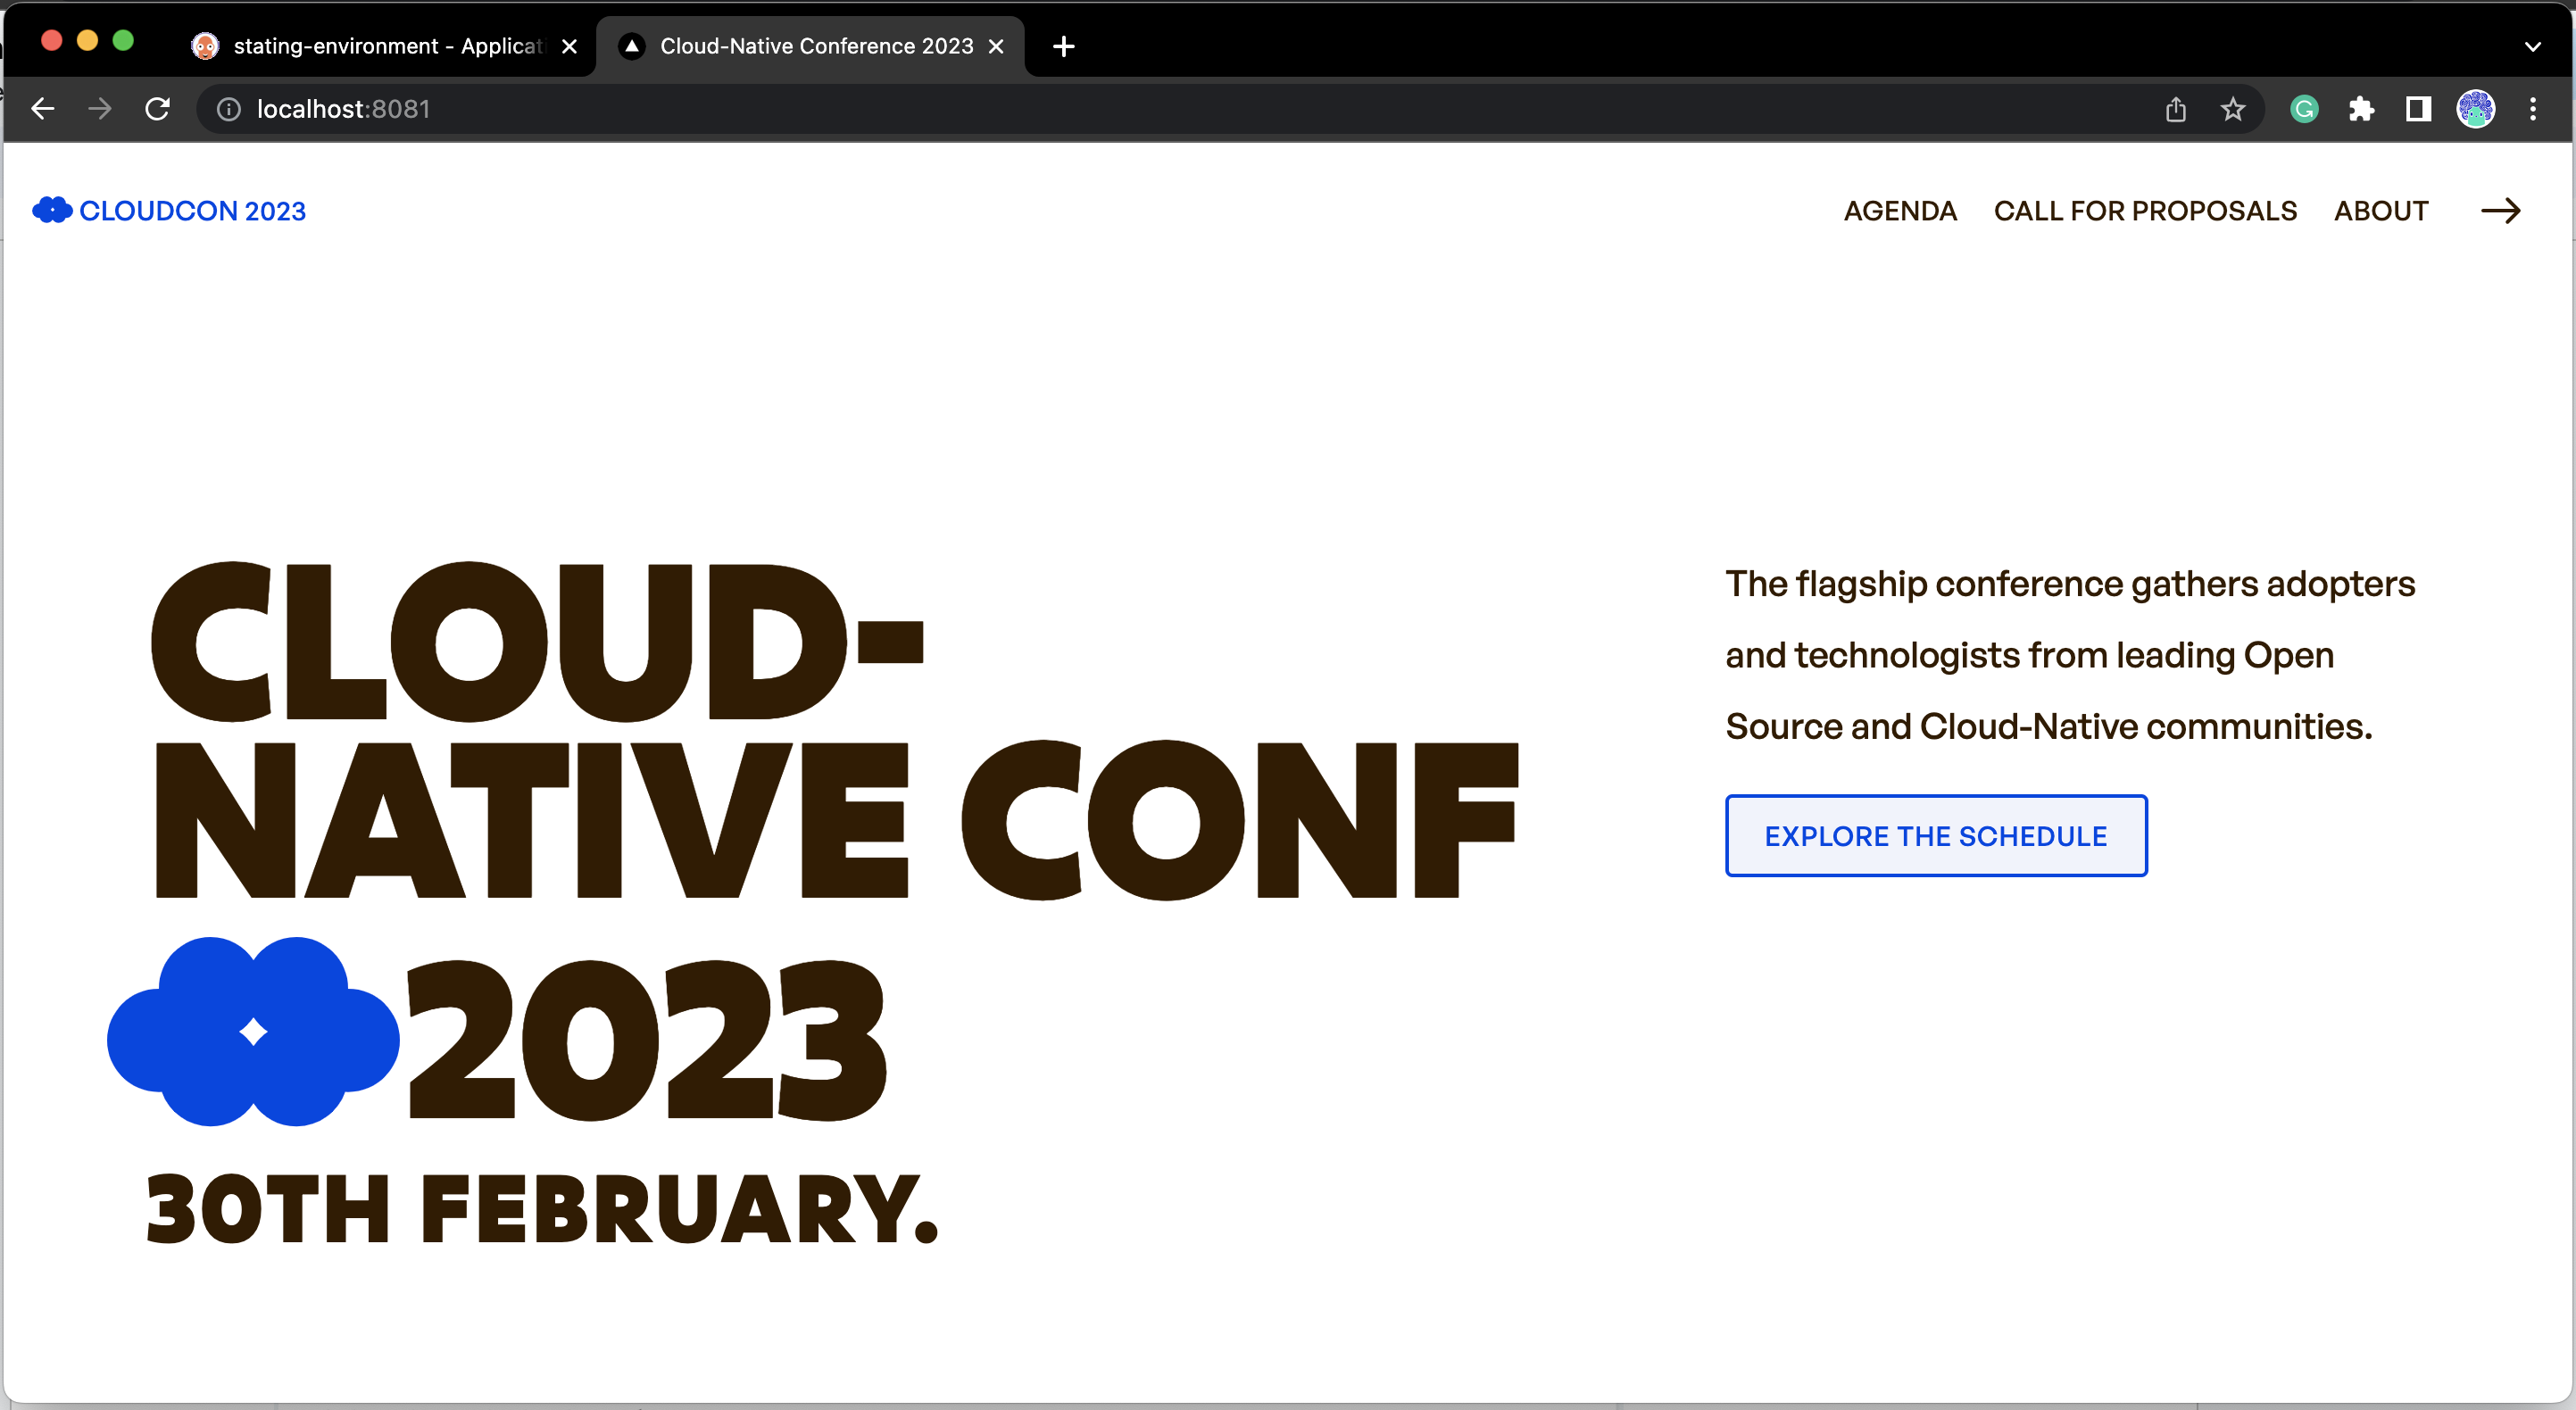 stating-environment - Applicati
Cloud-Native Conference 2023
localhost:8081
CLOUDCON 2023
AGENDA CALL FOR PROPOSALS ABOUT
CLOUD-
NATIVE CONF
2023
30TH FEBRUARY.
The flagship conference gathers adopters
and technologists from leading Open
Source and Cloud-Native communities.
EXPLORE THE SCHEDULE